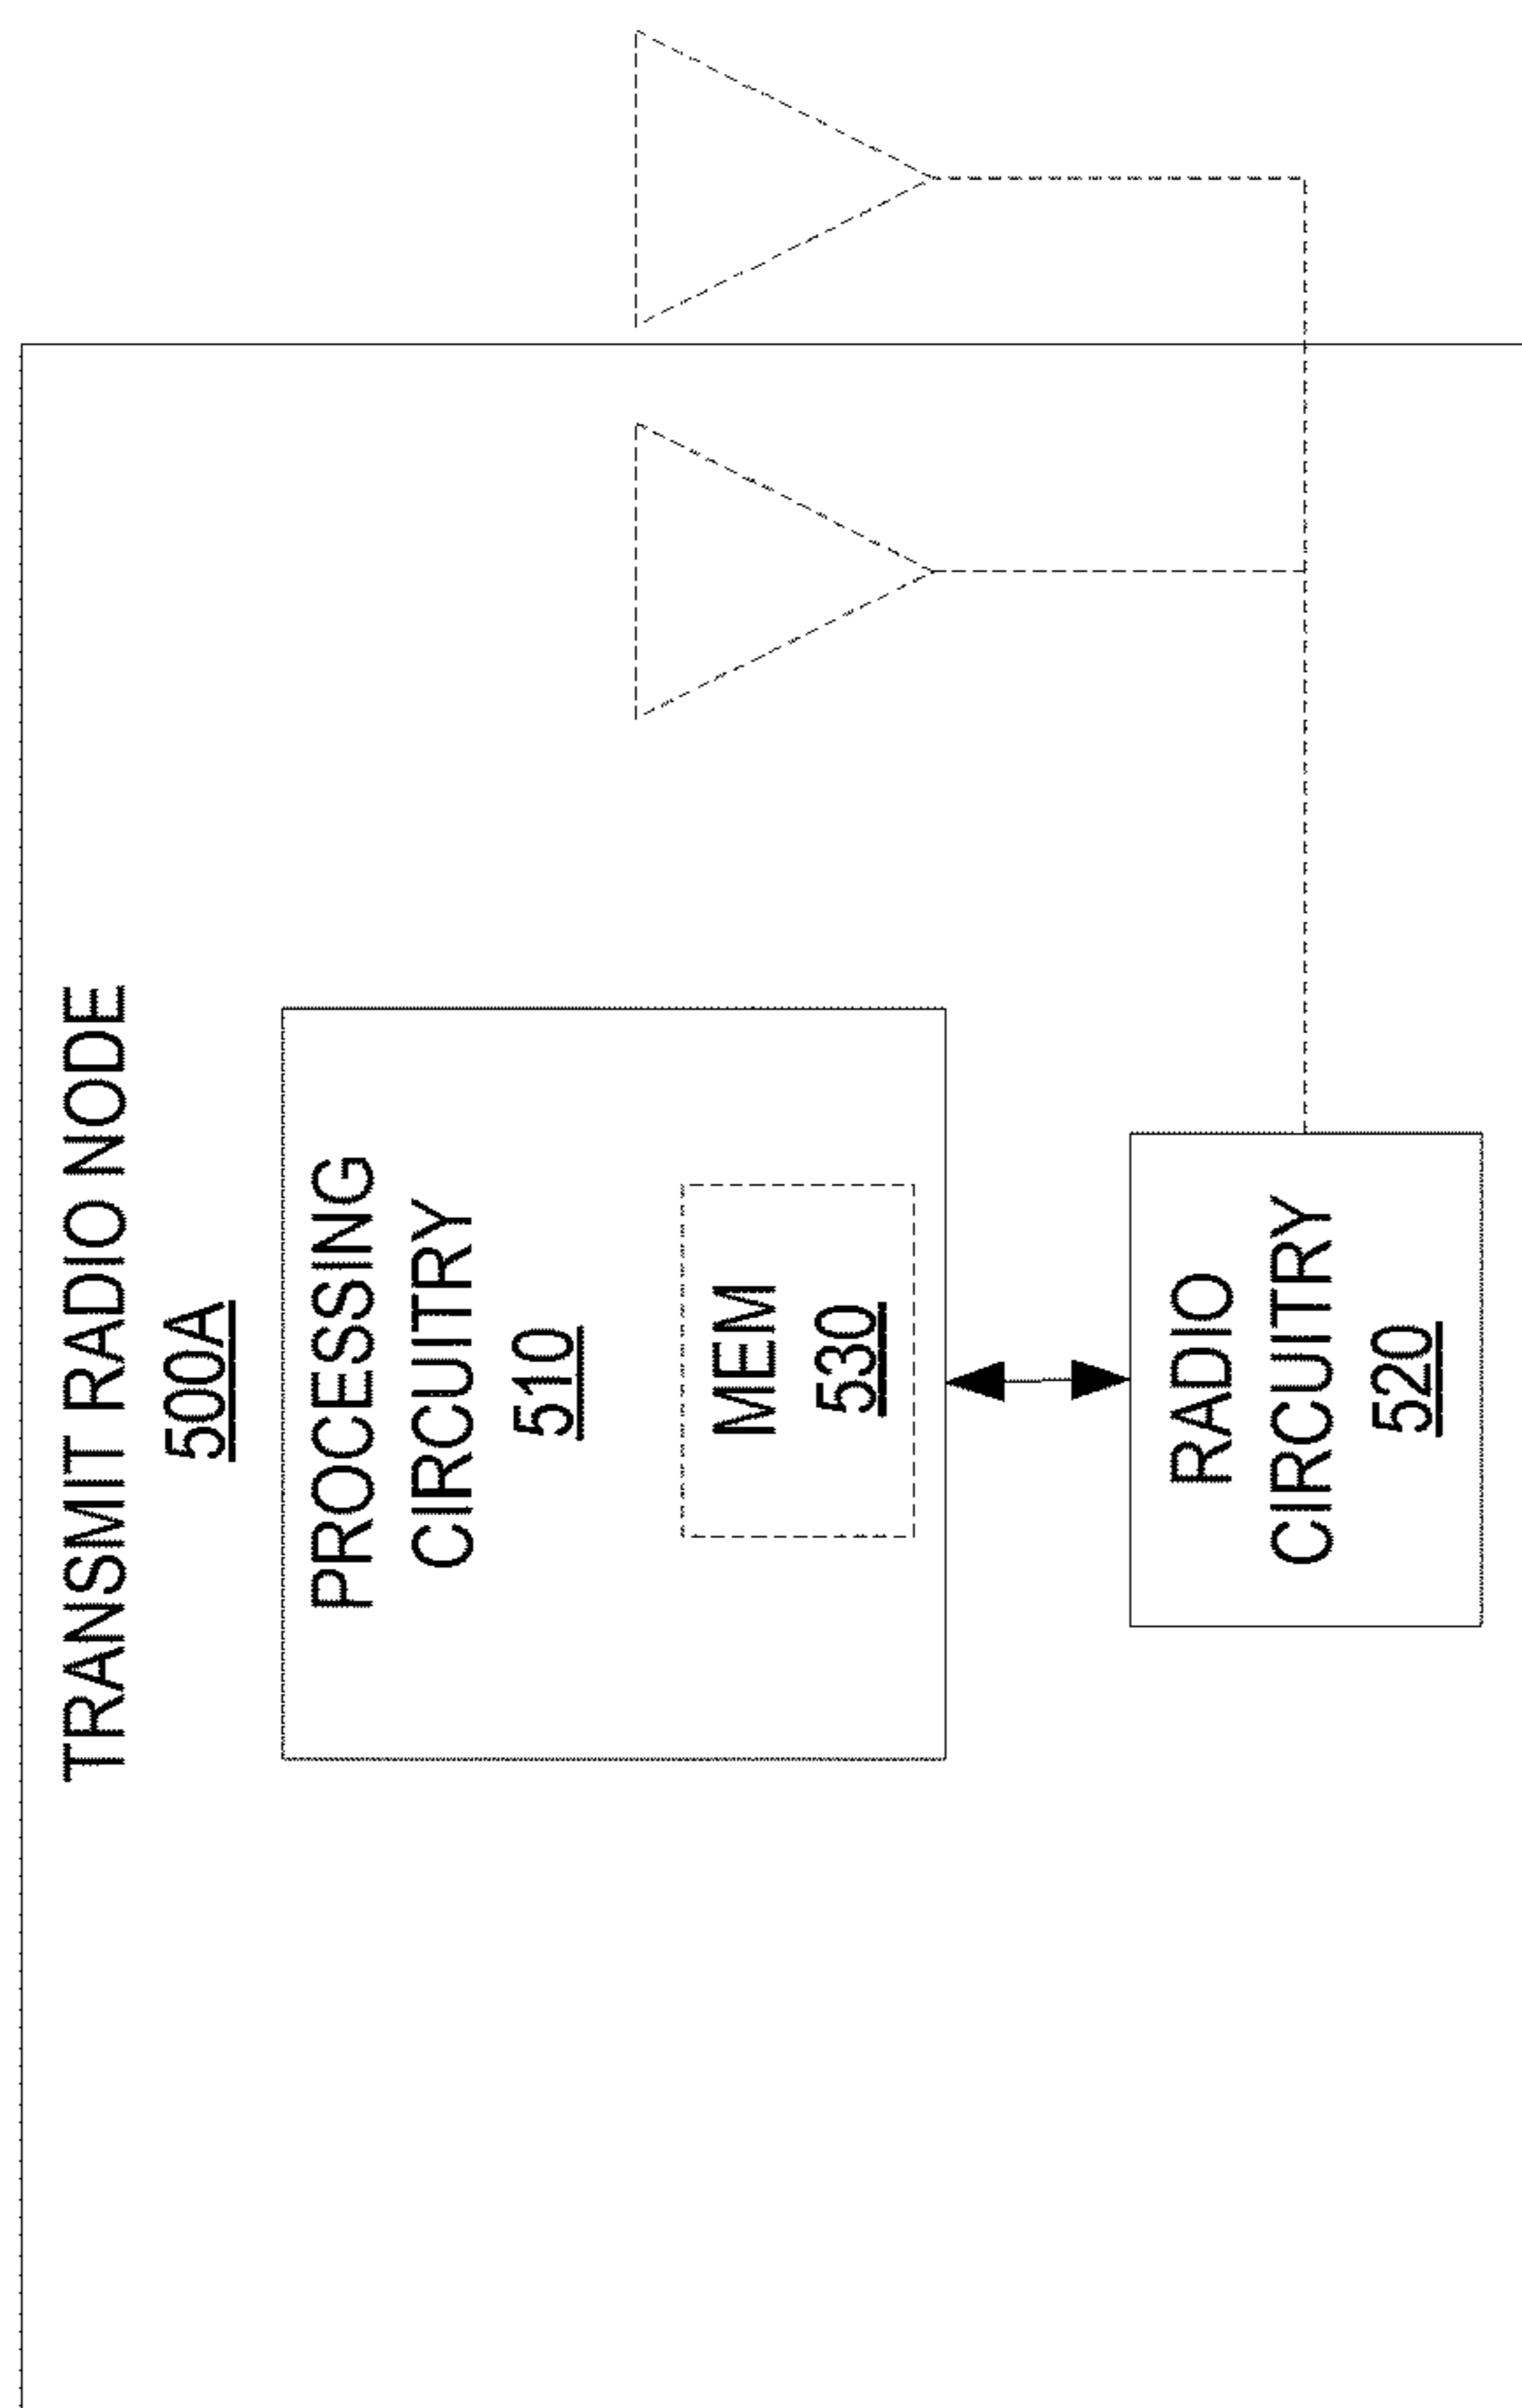 TRANSMIT RADIO NODE
500A
PROCESSING
CIRCUITRY
510
MEM
530
RADIO
CIRCUITRY
520